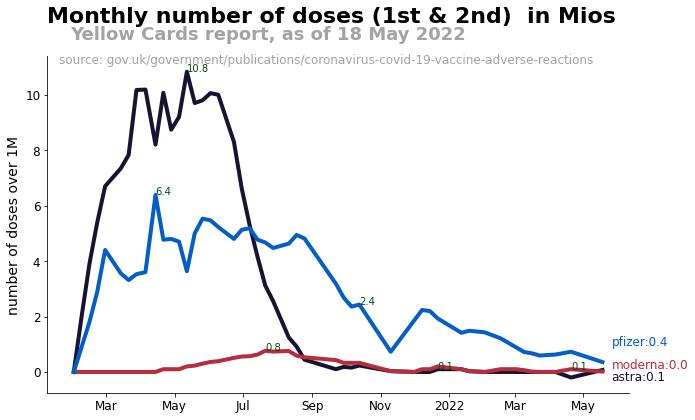 Monthly number of doses (1st & 2nd)  in Mios
Yellow Cards report, as of 18 May 2022
source: gov.uk/government/publications/coronavirus-covid-19-vaccine-adverse-reactions
number of doses over 1M
10
8
6
4
2
0
10.8
6.4
2.4
0.8
0.1
0.1
pfizer:0.4
moderna:0.0
astra:0.1
Mar May Jul Sep Nov 2022 Mar May